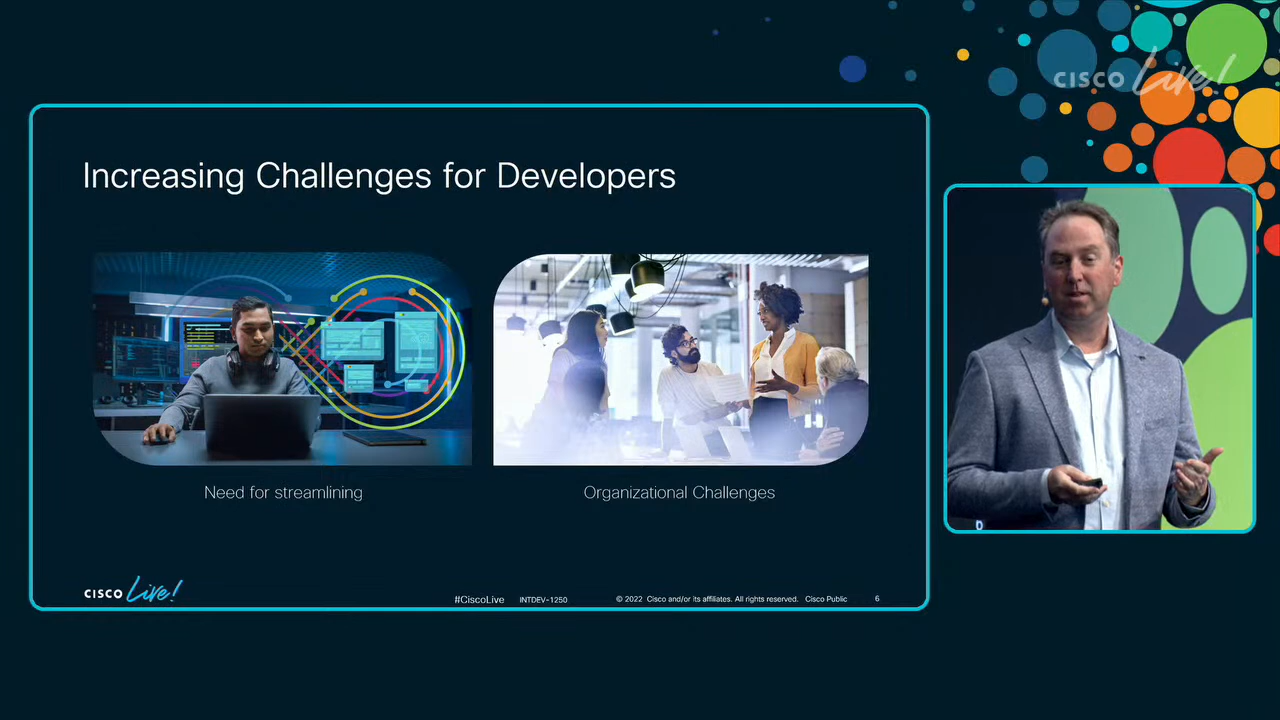 CISCO Live!
Increasing Challenges for Developers
Need for streamlining
Organizational Challenges
CISCO Live!
#CiscoLive
INTDEV-1250
© 2022 Cisco and/or its affiliates. All rights reserved. Cisco Public
6